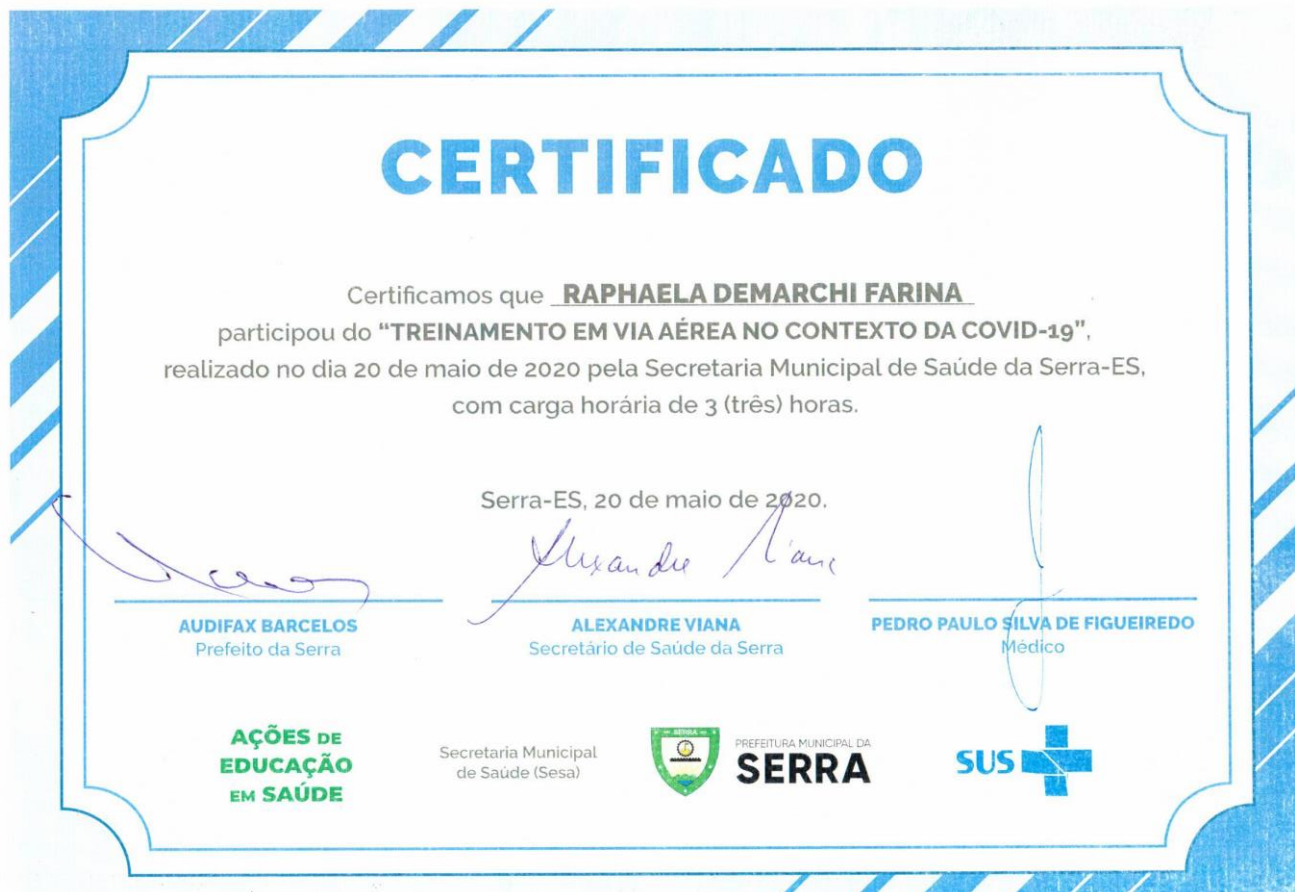 CERTIFICADO
Certificamos que RAPHAELA DEMARCHI FARINA
participou do “TREINAMENTO EM VIA AÉREA NO CONTEXTO DA COVID-19”,
realizado no dia 20 de maio de 2020 pela Secretaria Municipal de Saúde da Serra-ES,
com carga horária de 3 (três) horas.
Serra-ES, 20 de maio de 2020.
Alexandre Viana
AUDIFAX BARCELOS
Prefeito da Serra
ALEXANDRE VIANA
Secretário de Saúde da Serra
PEDRO PAULO SILVA DE FIGUEIREDO
Médico
AÇÕES DE
EDUCAÇÃO
EM SAÚDE
Secretaria Municipal
de Saúde (Sesa)
SERRA
PREFEITURA MUNICIPAL DA
SERRA
SUS